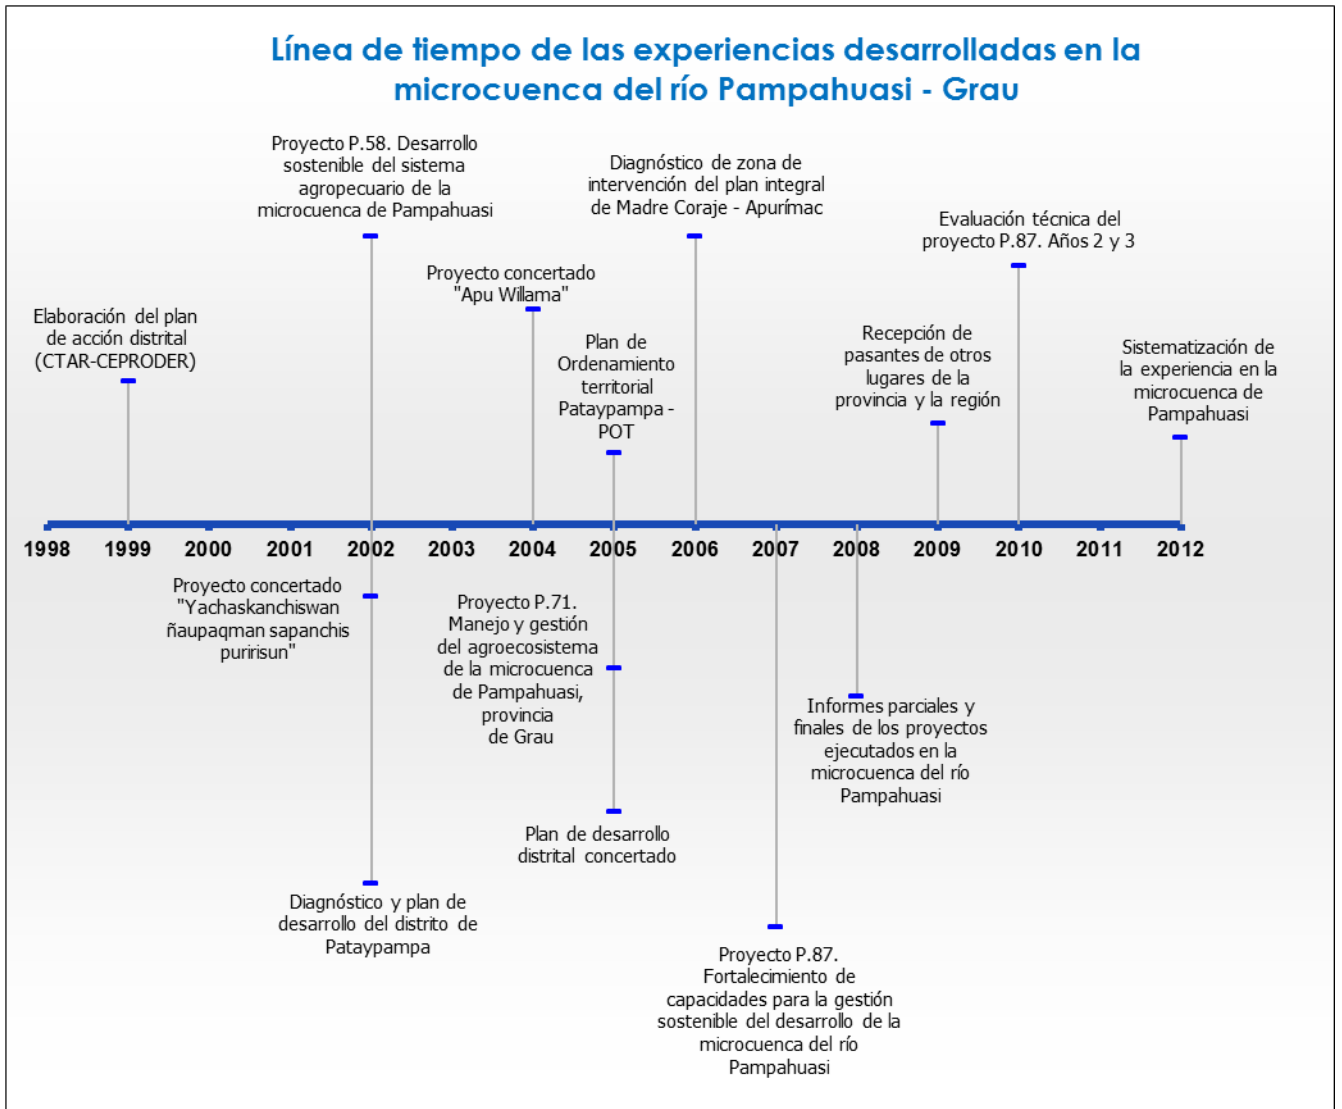 Línea de tiempo de las experiencias desarrolladas en la
microcuenca del río Pampahuasi - Grau
Proyecto P.58. Desarrollo
sostenible del sistema
agropecuario de la
microcuenca de Pampahuasi
Diagnóstico de zona de
intervención del plan integral
de Madre Coraje - Apurímac
Evaluación técnica del
proyecto P.87. Años 2 y 3
Proyecto concertado
"Apu Willama"
Elaboración del plan
de acción distrital
(CTAR-CEPRODER)
Plan de
Ordenamiento
territorial
Pataypampa -
POT
Recepción de
pasantes de otros
lugares de la
provincia y la región
Sistematización de
la experiencia en la
microcuenca de
Pampahuasi
1998 1999 2000 2001 2002 2003 2004 2005 2006 2007 2008 2009 2010 2011 2012
Proyecto concertado
"Yachaskanchiswan
ñaupaqman sapanchis
puririsun"
Proyecto P.71.
Manejo y gestión
del agroecosistema
de la microcuenca
de Pampahuasi,
provincia
de Grau
Informes parciales y
finales de los proyectos
ejecutados en la
microcuenca del río
Pampahuasi
Plan de desarrollo
distrital concertado
Diagnóstico y plan de
desarrollo del distrito de
Pataypampa
Proyecto P.87.
Fortalecimiento de
capacidades para la gestión
sostenible del desarrollo de la
microcuenca del río
Pampahuasi